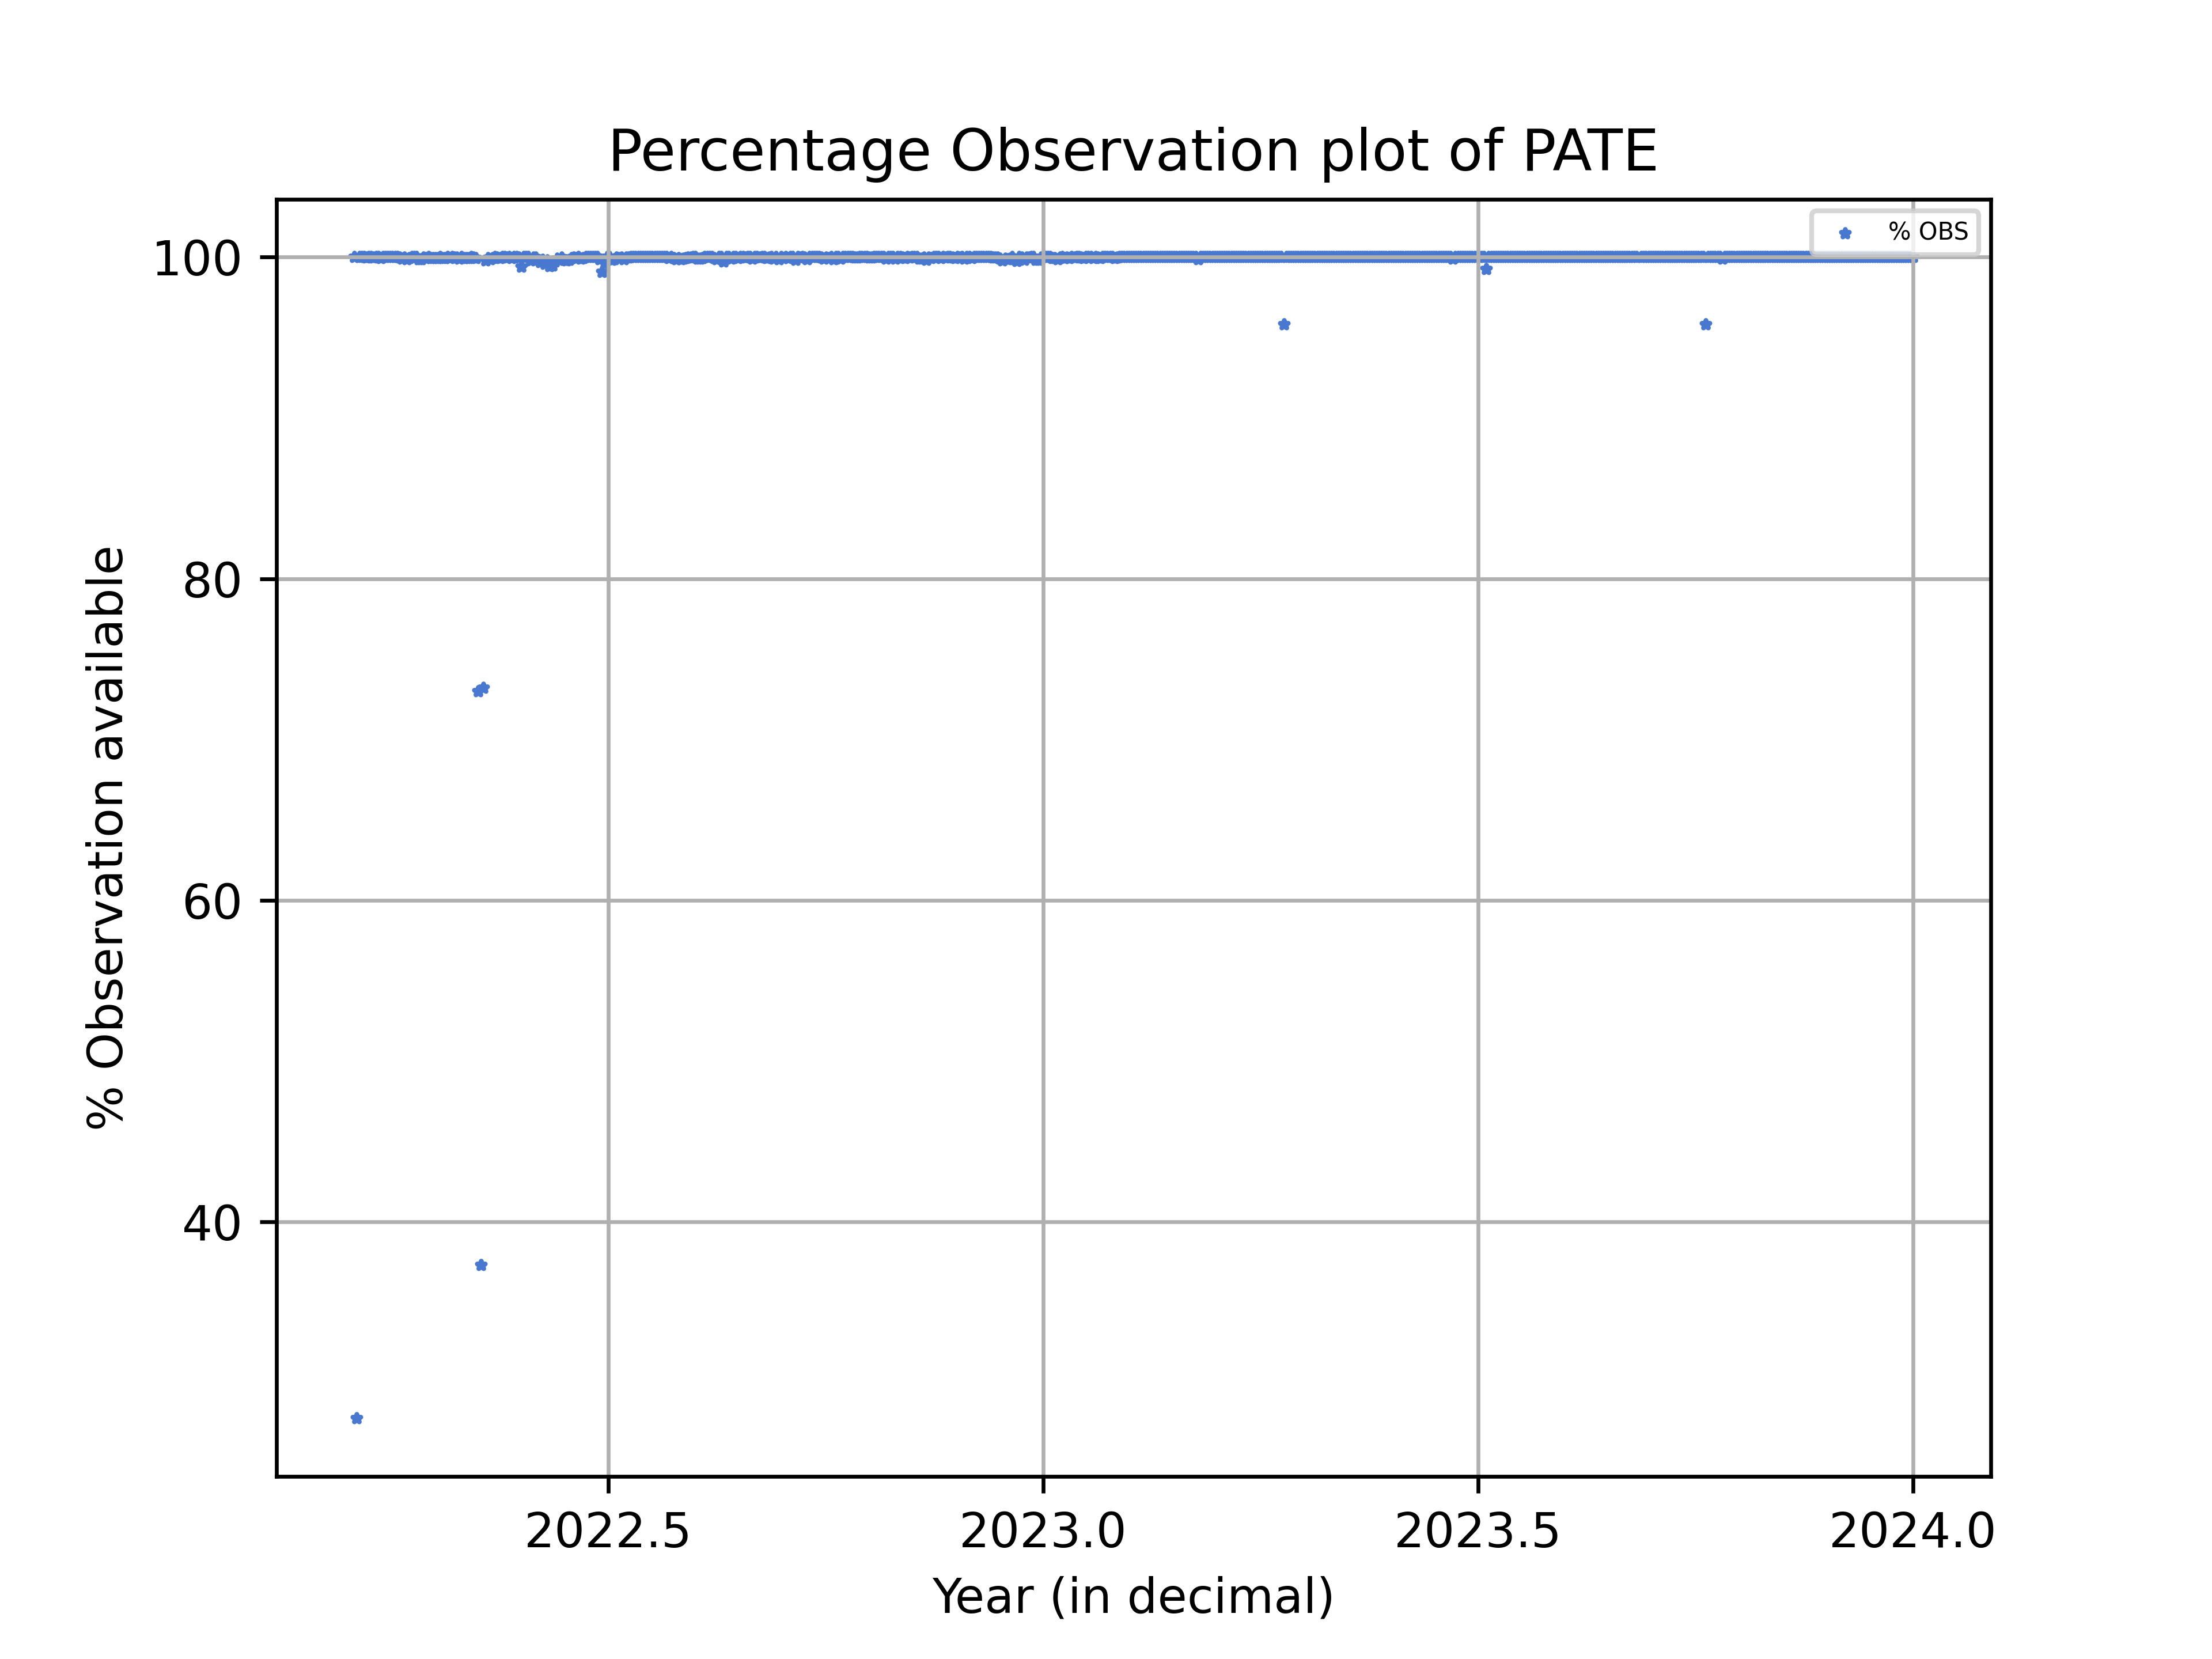 Percentage Observation plot of PATE
% OBS
100
80
60
40
% Observation available
2022.5 2023.0 2023.5 2024.0
Year (in decimal)